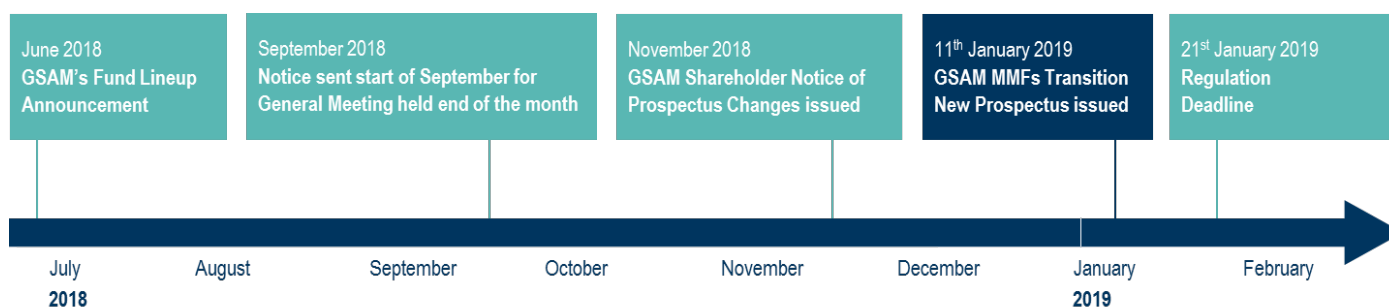 June 2018
GSAM's Fund Lineup
Announcement
September 2018
Notice sent start of September for
General Meeting held end of the month
November 2018
GSAM Shareholder Notice of
Prospectus Changes issued
11th January 2019
GSAM MMFs Transition
New Prospectus issued
21st January 2019
Regulation
Deadline
July August September October November December January February
2018 2019